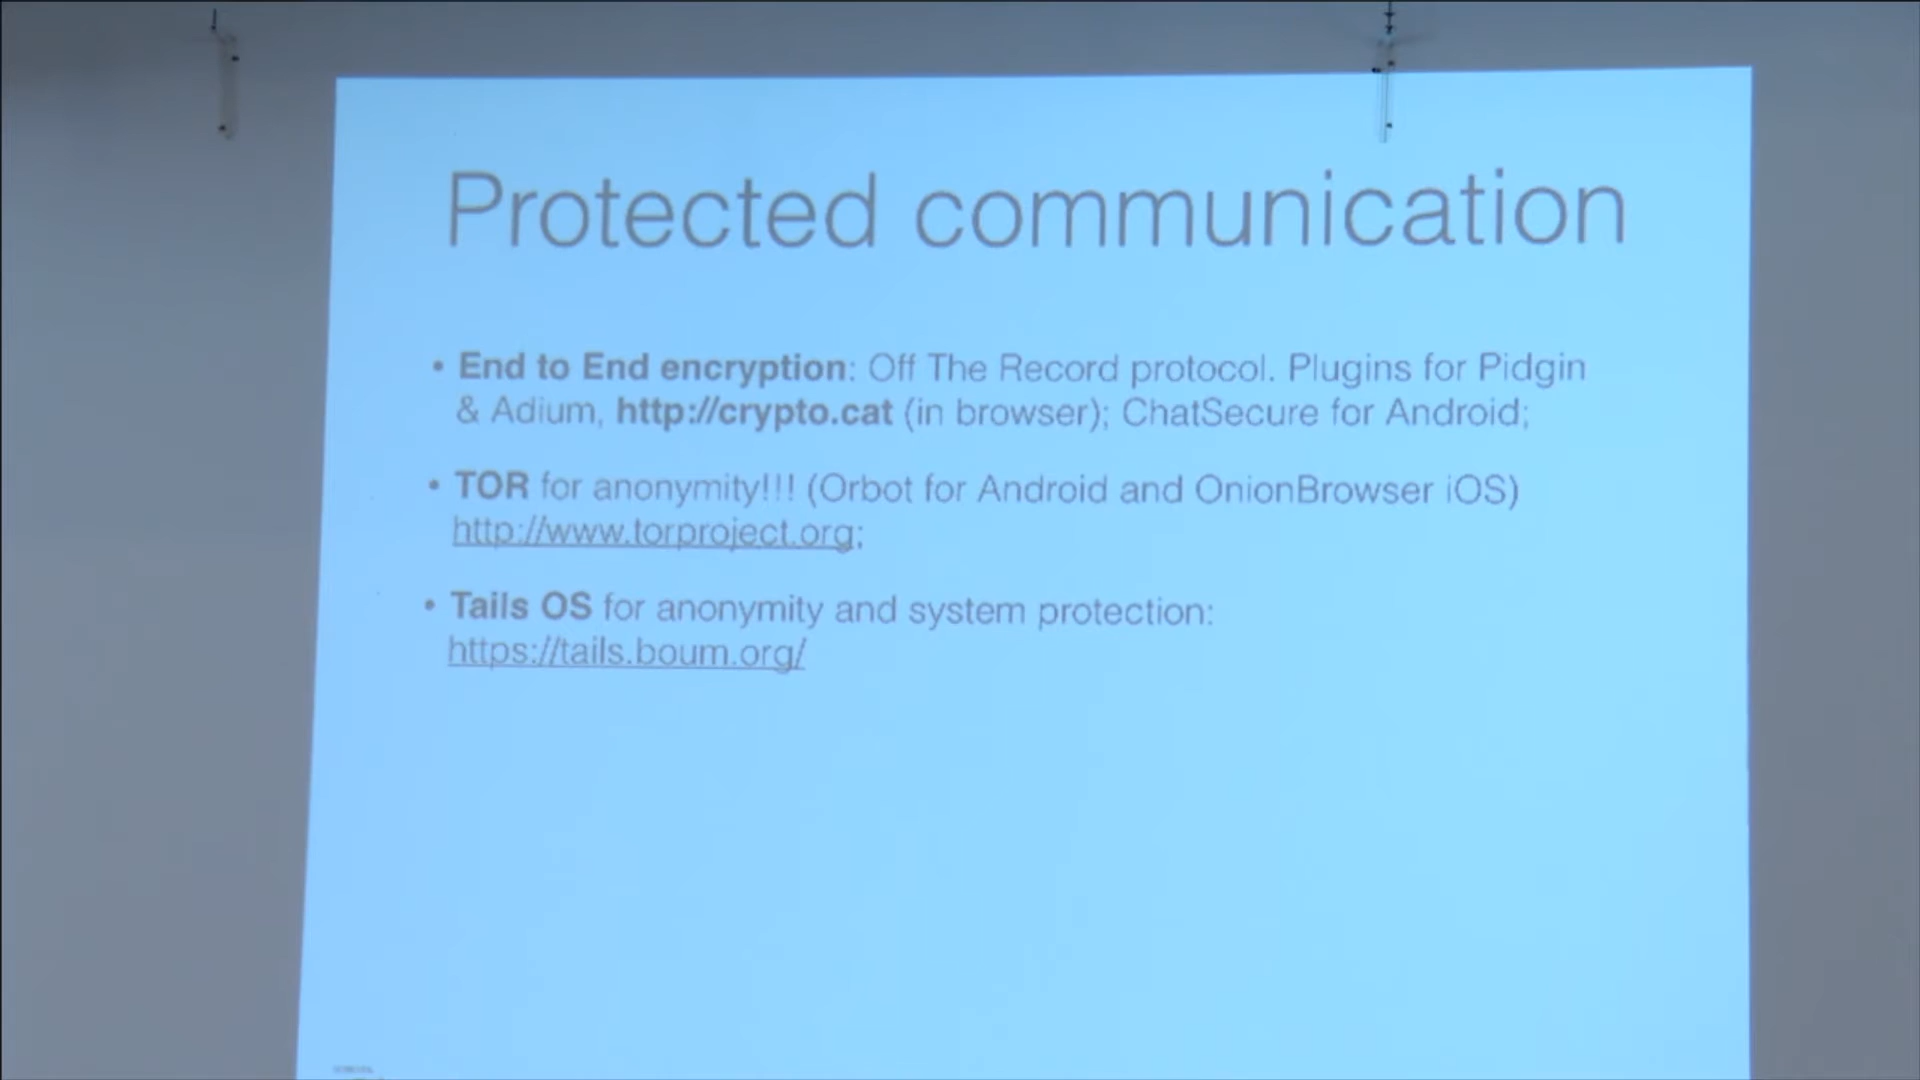 Protected communication
• End to End encryption: Off The Record protocol. Plugins for Pidgin
& Adium, http://crypto.cat (in browser); ChatSecure for Android;
• TOR for anonymity!!! (Orbot for Android and OnionBrowser iOS)
http://www.torproject.org;
• Tails OS for anonymity and system protection:
https://tails.boum.org/